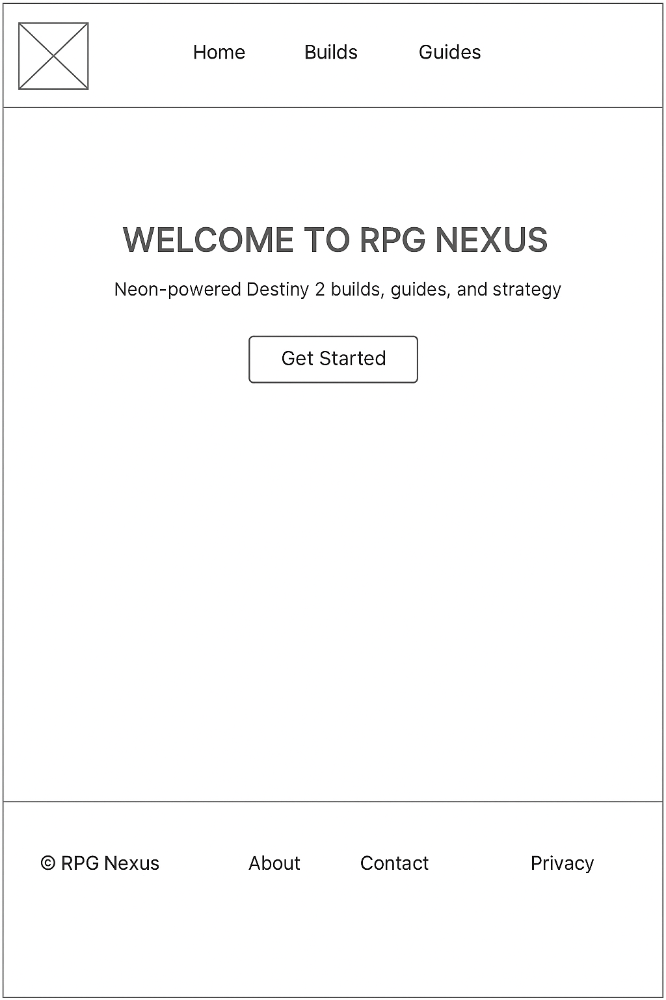 Home Builds Guides
WELCOME TO RPG NEXUS
Neon-powered Destiny 2 builds, guides, and strategy
Get Started
© RPG Nexus About Contact Privacy